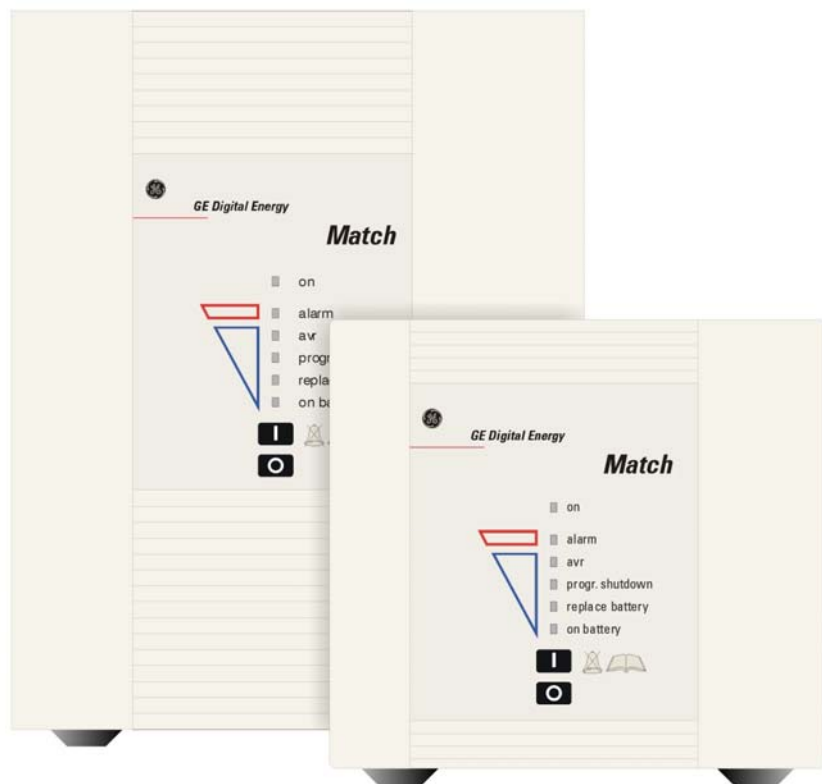 GE Digital Energy
Match
on
alarm
avr
progr
repla
on ba
GE Digital Energy
Match
on
alarm
avr
progr. shutdown
replace battery
on battery